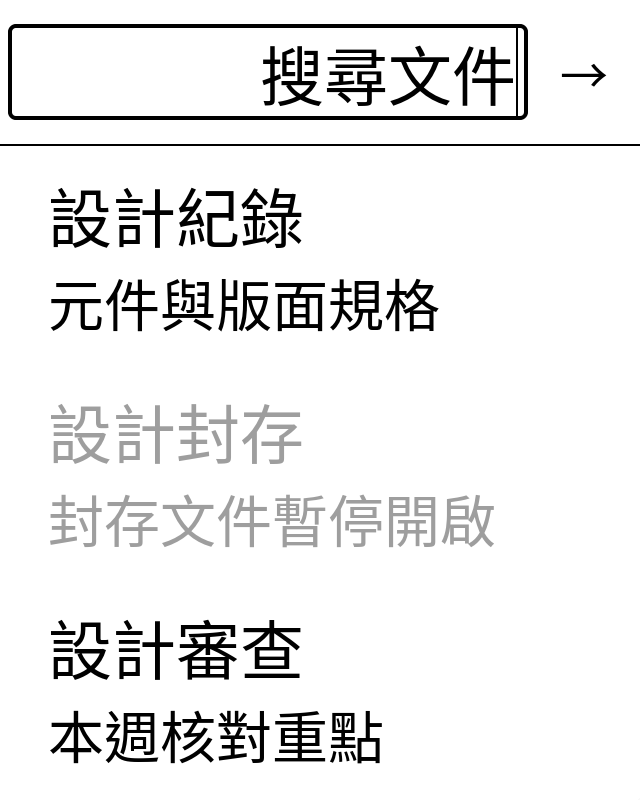 搜尋文件 →
設計紀錄
元件與版面規格
設計封存
封存文件暫停開啟
設計審查
本週核對重點